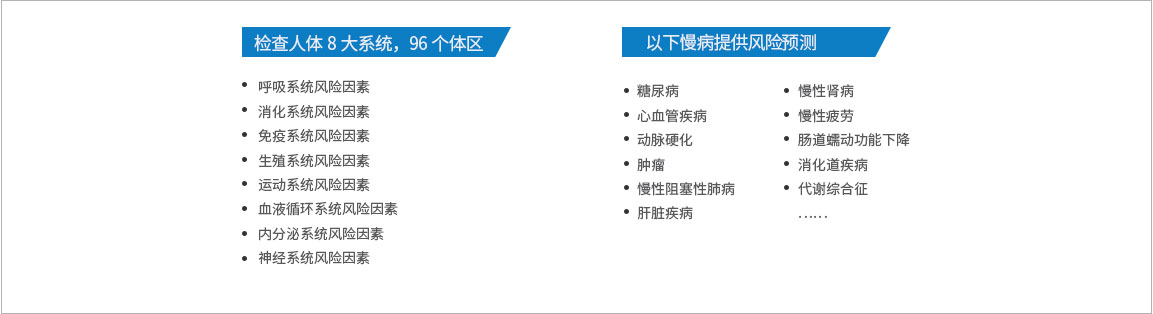 检查人体 8 大系统，96 个体区
呼吸系统风险因素
消化系统风险因素
免疫系统风险因素
生殖系统风险因素
运动系统风险因素
血液循环系统风险因素
内分泌系统风险因素
神经系统风险因素
以下慢病提供风险预测
糖尿病
心血管疾病
动脉硬化
肿瘤
慢性阻塞性肺病
肝脏疾病
慢性肾病
慢性疲劳
肠道蠕动功能下降
消化道疾病
代谢综合征
……